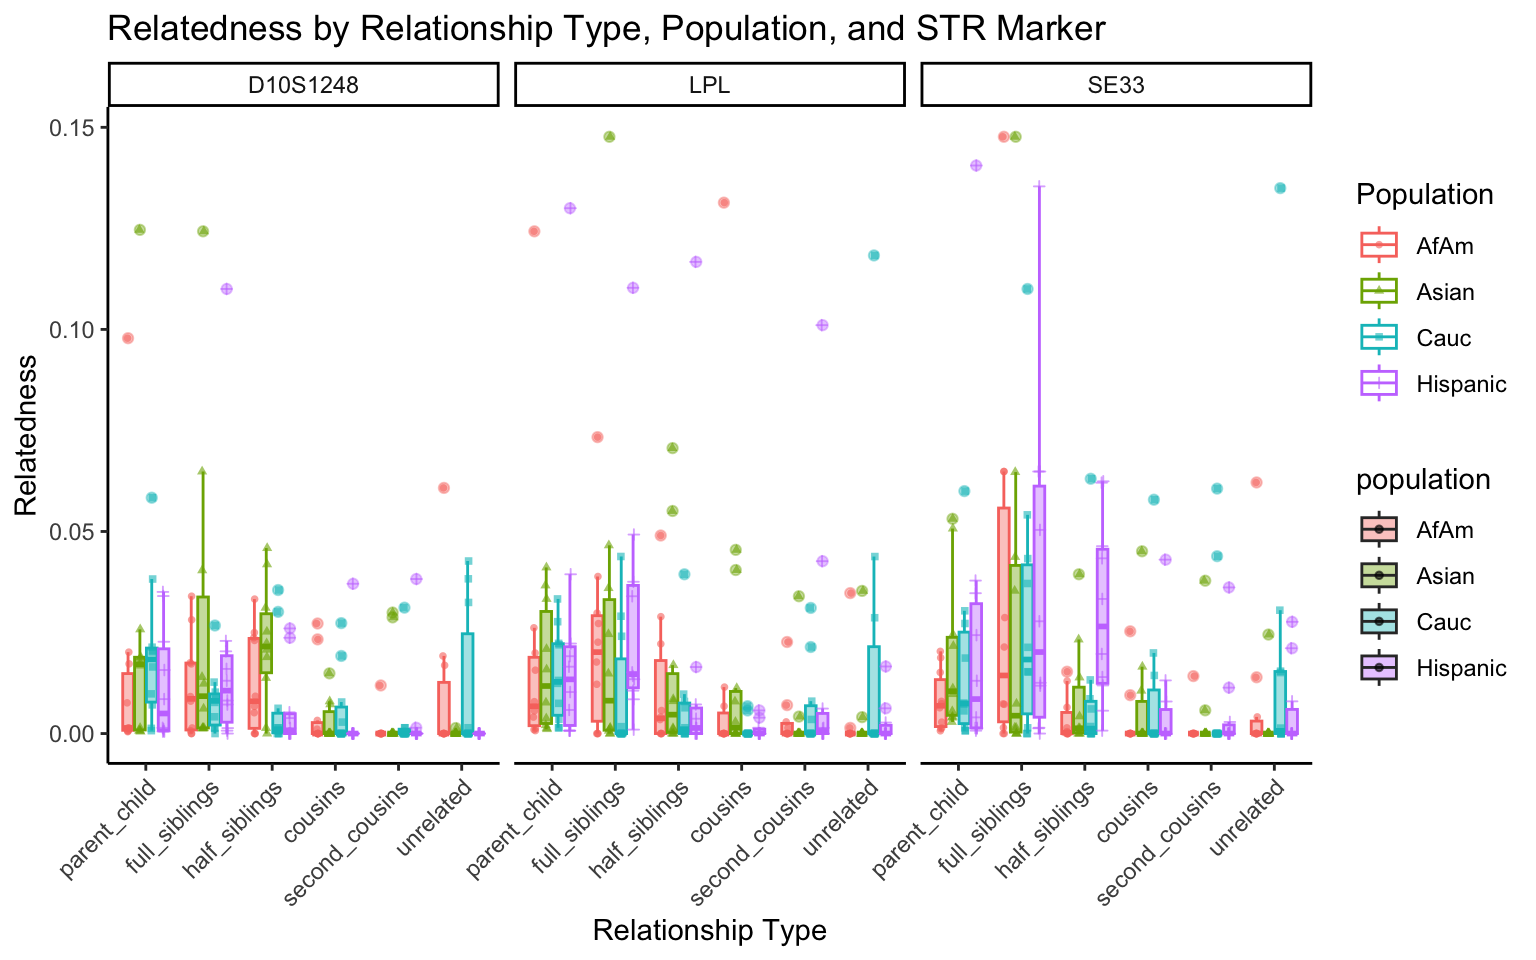 Relatedness by Relationship Type, Population, and STR Marker
D10S1248
LPL
SE33
Relatedness
0.15
0.10
0.05
0.00
parent_child
full_siblings
half_siblings
cousins
second_cousins
unrelated
parent_child
full_siblings
half_siblings
cousins
second_cousins
unrelated
parent_child
full_siblings
half_siblings
cousins
second_cousins
unrelated
Relationship Type
Population
AfAm
Asian
Cauc
Hispanic
population
AfAm
Asian
Cauc
Hispanic